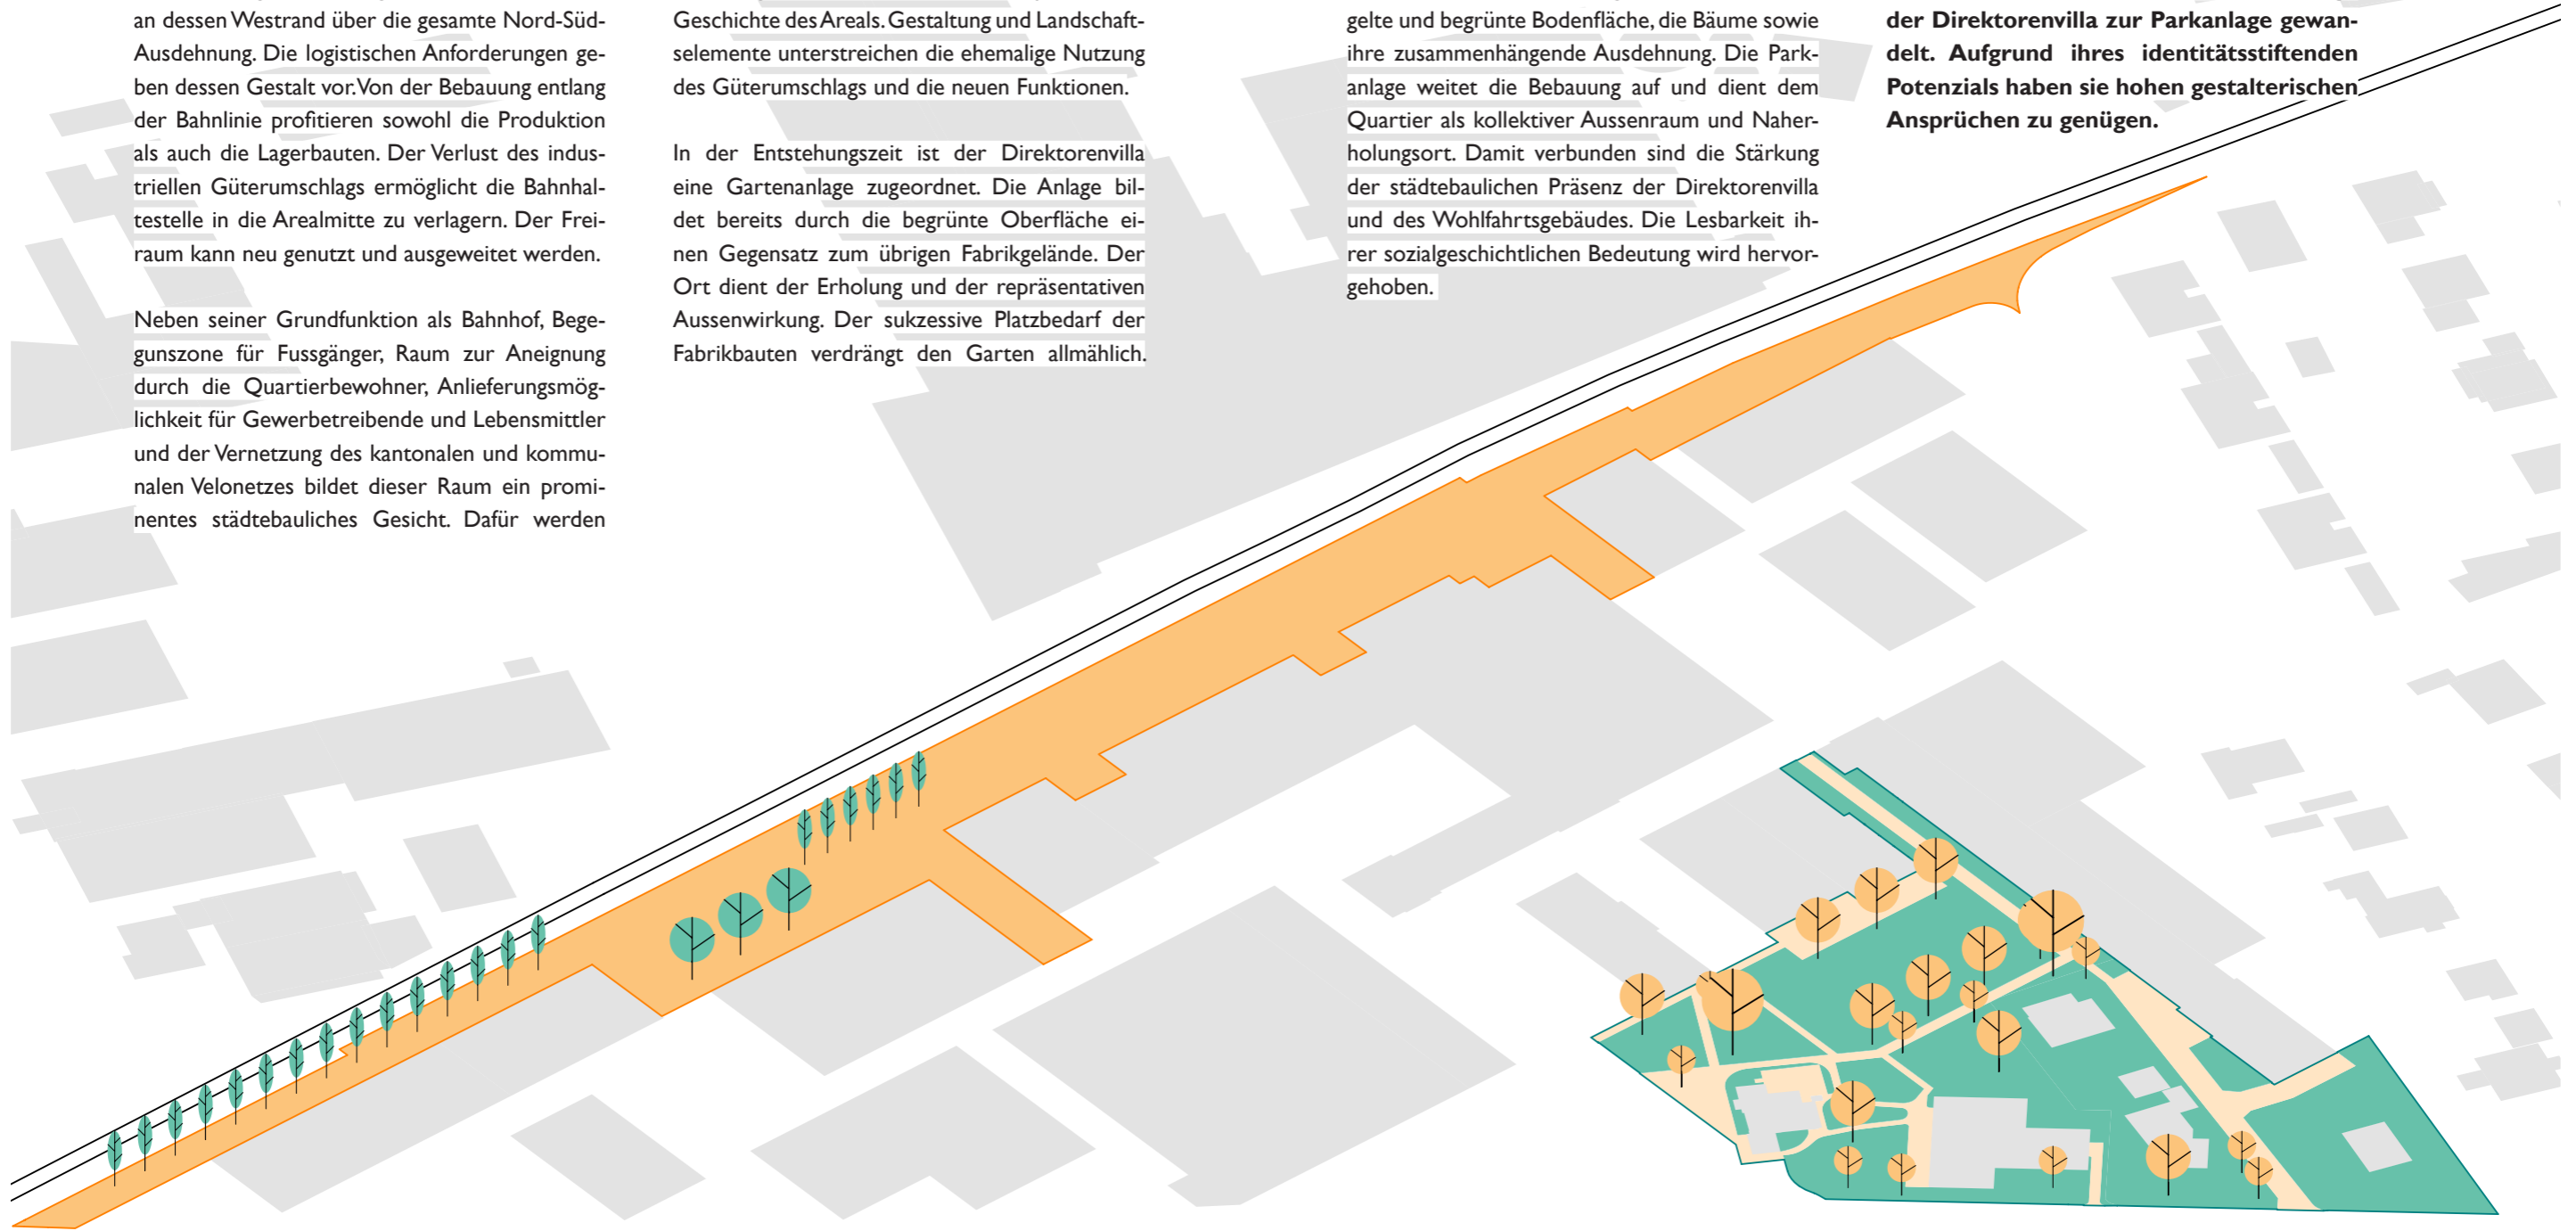 an dessen Westrand über die gesamte Nord-Süd-
Ausdehnung. Die logistischen Anforderungen ge-
ben dessen Gestalt vor. Von der Bebauung entlang
der Bahnlinie profitieren sowohl die Produktion
als auch die Lagerbauten. Der Verlust des indus-
triellen Güterumschlags ermöglicht die Bahnhal-
testelle in die Arealmitte zu verlagern. Der Frei-
raum kann neu genutzt und ausgeweitet werden.
Neben seiner Grundfunktion als Bahnhof, Bege-
gunszone für Fussgänger, Raum zur Aneignung
durch die Quartierbewohner, Anlieferungsmög-
lichkeit für Gewerbetreibende und Lebensmittler
und der Vernetzung des kantonalen und kommu-
nalen Velonetzes bildet dieser Raum ein promi-
nentes städtebauliches Gesicht. Dafür werden
Geschichte des Areals. Gestaltung und Landschaft-
selemente unterstreichen die ehemalige Nutzung
des Güterumschlags und die neuen Funktionen.
In der Entstehungszeit ist der Direktorenvilla
eine Gartenanlage zugeordnet. Die Anlage bil-
det bereits durch die begrünte Oberfläche ei-
nen Gegensatz zum übrigen Fabrikgelände. Der
Ort dient der Erholung und der repräsentativen
Aussenwirkung. Der sukzessive Platzbedarf der
Fabrikbauten verdrängt den Garten allmählich.
gelte und begrünte Bodenfläche, die Bäume sowie
ihre zusammenhängende Ausdehnung. Die Park-
anlage weitet die Bebauung auf und dient dem
Quartier als kollektiver Aussenraum und Naher-
holungsort. Damit verbunden sind die Stärkung
der städtebaulichen Präsenz der Direktorenvilla
und des Wohlfahrtsgebäudes. Die Lesbarkeit ih-
rer sozialgeschichtlichen Bedeutung wird hervor-
gehoben.
der Direktorenvilla zur Parkanlage gewan-
delt. Aufgrund ihres identitätsstiftenden
Potenzials haben sie hohen gestalterischen
Ansprüchen zu genügen.